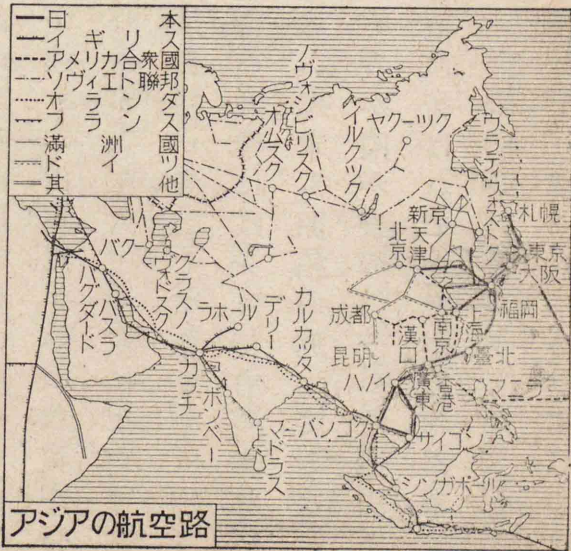 日本
イギリス
アメリカ合衆國
ソヴィエト聯邦
オランダ
フランス
滿洲國
ドイツ
其他
ノヴォシビリスク
オムスク
イルクツク
ヤクーツク
ウラディヴォストク
札幌
新京
北京
天津
東京
大阪
福岡
バクー
クラスノ
ヴォドスク
バグダード
バスラ
カラチ
ラホール
デリー
カルカッタ
ボンベー
マドラス
成都
漢口
南京
上海
昆明
臺北
ハノイ
廣東
香港
マニラ
バンコク
サイゴン
シンガポール
アジアの航空路